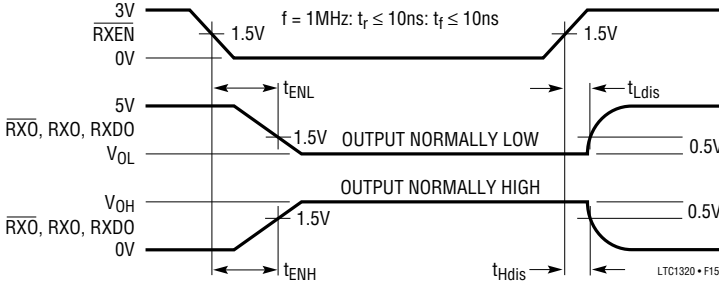 3V
RXEN
0V
1.5V
f = 1MHz: tr ≤ 10ns: tf ≤ 10ns
1.5V
tENL
tLdis
5V
RXO, RXO, RXDO
VOL
1.5V
OUTPUT NORMALLY LOW
0.5V
OUTPUT NORMALLY HIGH
VOH
RXO, RXO, RXDO
0V
1.5V
0.5V
tENH
tHdis
LTC1320 • F15